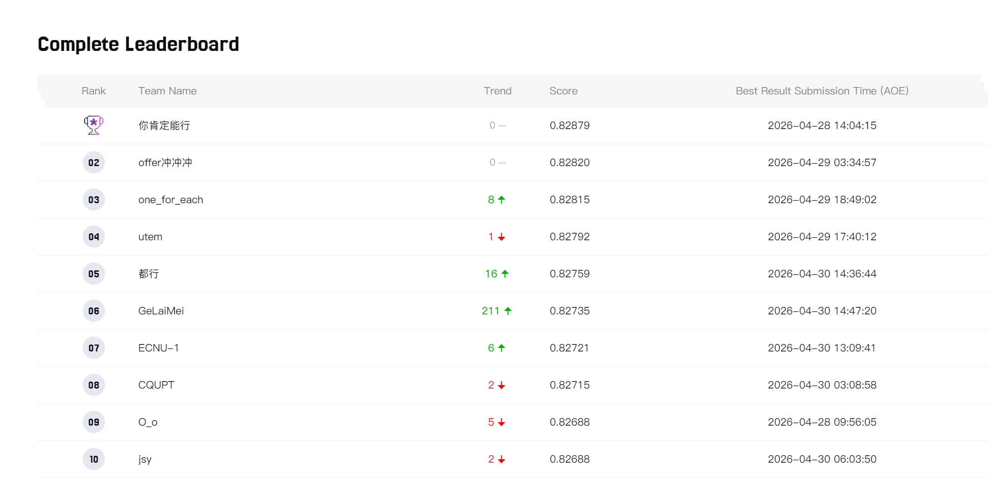 Complete Leaderboard
Rank Team Name Trend Score Best Result Submission Time (AOE)
你肯定能行 0 — 0.82879 2026-04-28 14:04:15
02 offer冲冲冲 0 — 0.82820 2026-04-29 03:34:57
03 one_for_each 8 ↑ 0.82815 2026-04-29 18:49:02
04 utem 1 ↓ 0.82792 2026-04-29 17:40:12
05 都行 16 ↑ 0.82759 2026-04-30 14:36:44
06 GeLaiMei 211 ↑ 0.82735 2026-04-30 14:47:20
07 ECNU-1 6 ↑ 0.82721 2026-04-30 13:09:41
08 CQUPT 2 ↓ 0.82715 2026-04-30 03:08:58
09 O_o 5 ↓ 0.82688 2026-04-28 09:56:05
10 jsy 2 ↓ 0.82688 2026-04-30 06:03:50